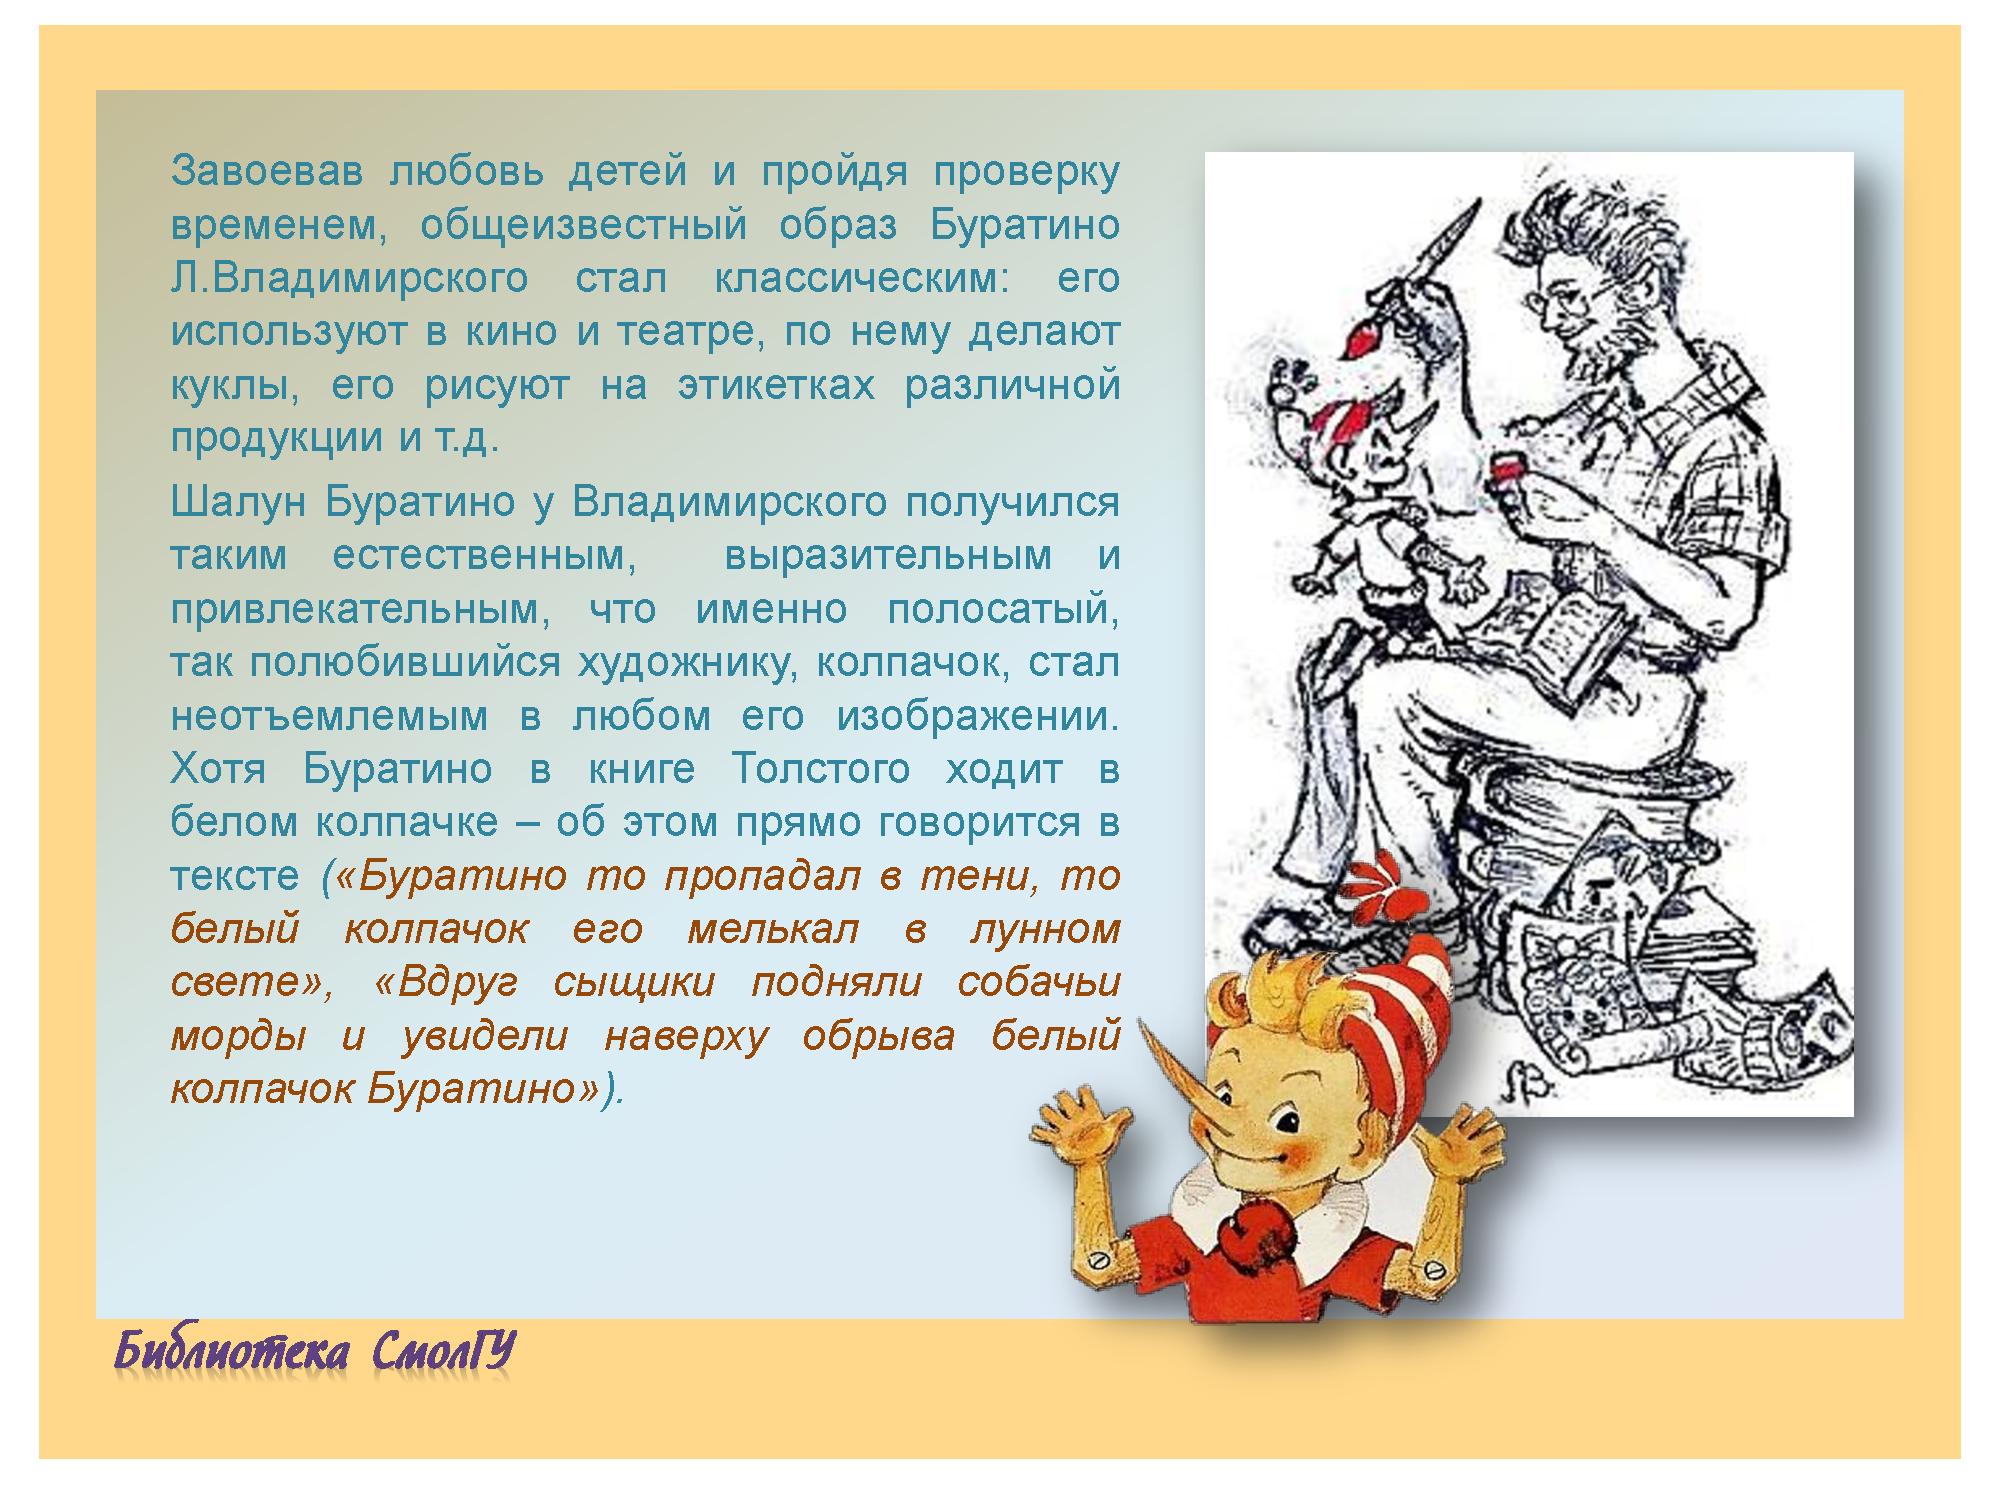 Завоевав любовь детей и пройдя проверку
временем, общеизвестный образ Буратино
Л.Владимирского стал классическим: его
используют в кино и театре, по нему делают
куклы, его рисуют на этикетках различной
продукции и т.д.
Шалун Буратино у Владимирского получился
таким естественным, выразительным и
привлекательным, что именно полосатый,
так полюбившийся художнику, колпачок, стал
неотъемлемым в любом его изображении.
Хотя Буратино в книге Толстого ходит в
белом колпачке – об этом прямо говорится в
тексте («Буратино то пропадал в тени, то
белый колпачок его мелькал в лунном
свете», «Вдруг сыщики подняли собачьи
морды и увидели наверху обрыва белый
колпачок Буратино»).
Библиотека СмолГУ